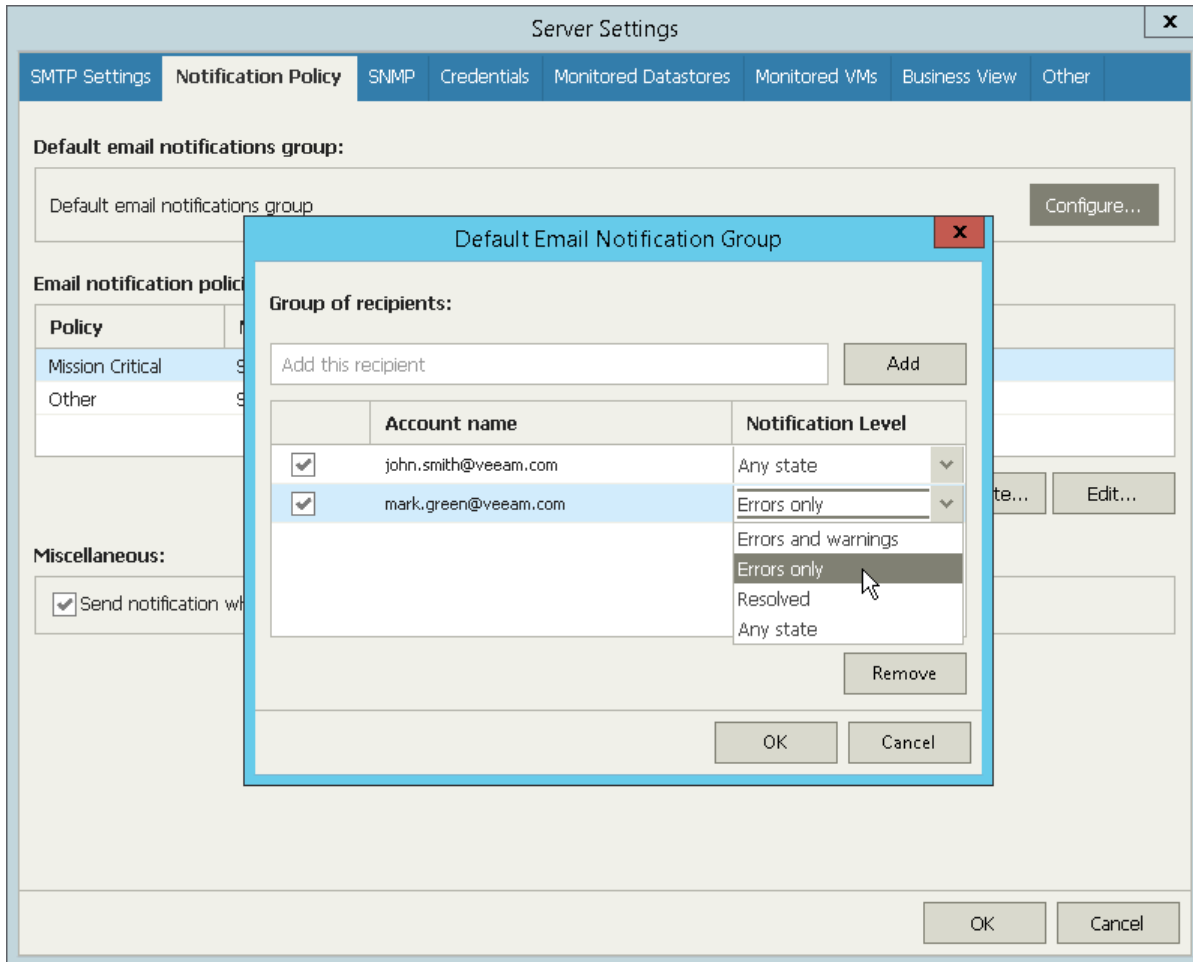 Server Settings
x
SMTP Settings Notification Policy SNMP Credentials Monitored Datastores Monitored VMs Business View Other
Default email notifications group:
Default email notifications group Configure...
Default Email Notification Group x
Email notification
Group of recipients:
Policy
Add this recipient Add
Mission Critical
Other
Account name Notification Level
john.smith@veeam.com Any state
mark.green@veeam.com Errors only
Edit...
Errors and warnings
Errors only
Resolved
Any state
Miscellaneous:
Send notification
Remove
OK Cancel
OK Cancel